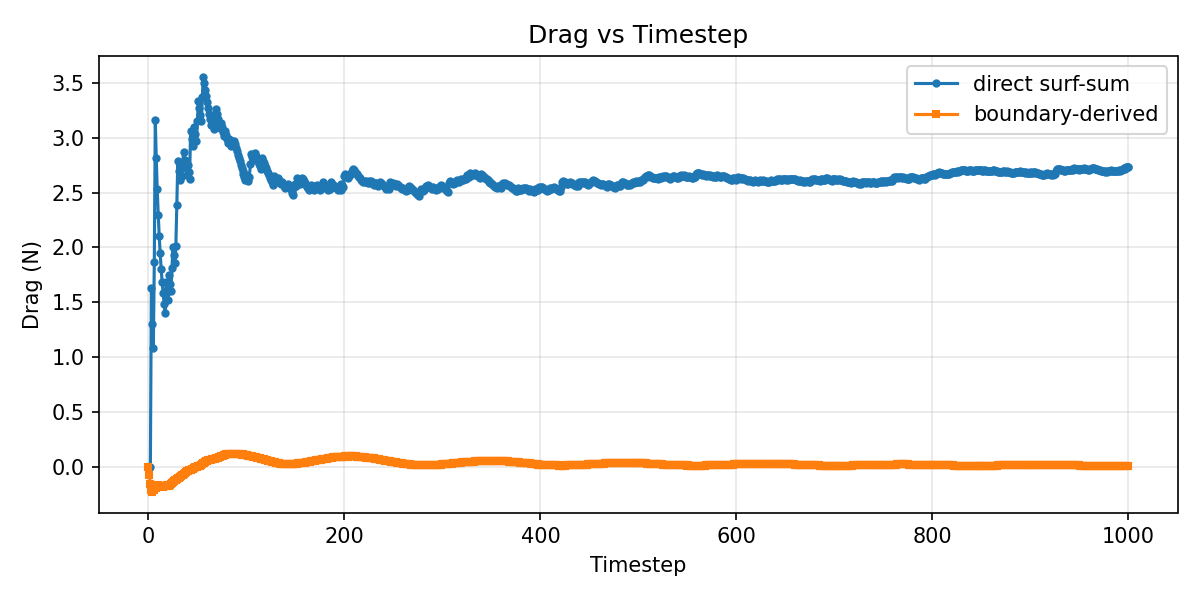 Drag vs Timestep
direct surf-sum
boundary-derived
Drag (N)
3.5
3.0
2.5
2.0
1.5
1.0
0.5
0.0
0 200 400 600 800 1000
Timestep